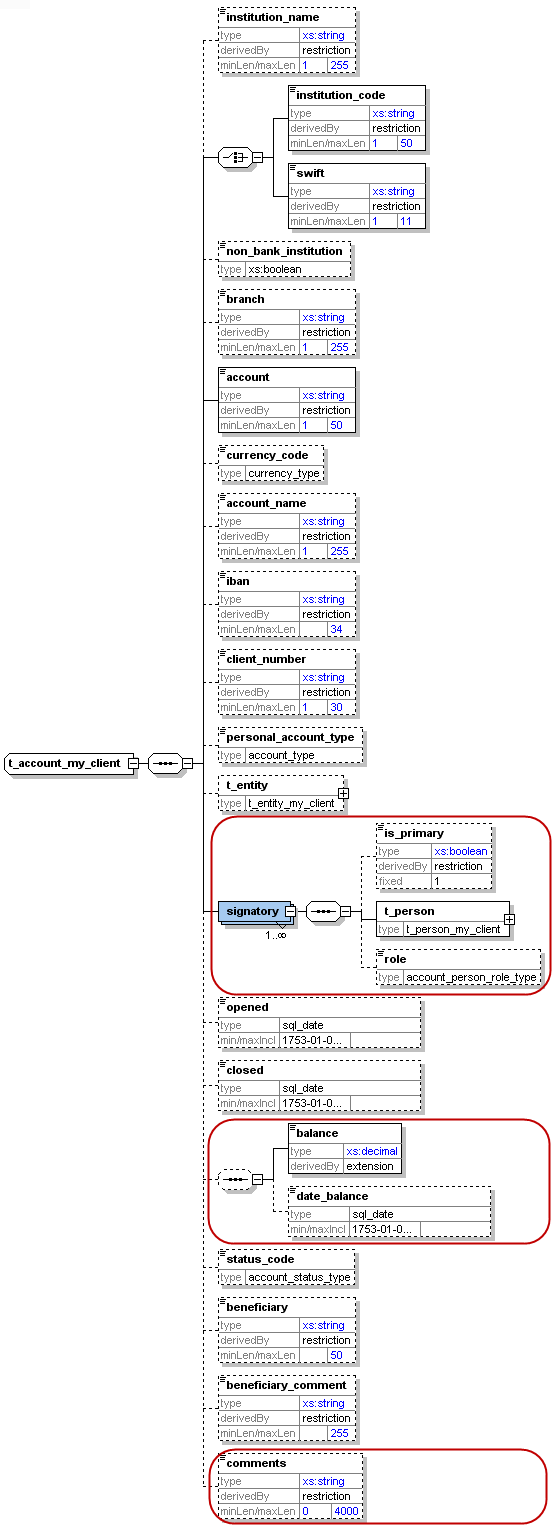 institution_name
type xs:string
derivedBy restriction
minLen/maxLen 1 255
institution_code
type xs:string
derivedBy restriction
minLen/maxLen 1 50
swift
type xs:string
derivedBy restriction
minLen/maxLen 1 11
non_bank_institution
type xs:boolean
branch
type xs:string
derivedBy restriction
minLen/maxLen 1 255
account
type xs:string
derivedBy restriction
minLen/maxLen 1 50
currency_code
type currency_type
account_name
type xs:string
derivedBy restriction
minLen/maxLen 1 255
iban
type xs:string
derivedBy restriction
minLen/maxLen 34
client_number
type xs:string
derivedBy restriction
minLen/maxLen 1 30
personal_account_type
type account_type
t_account_my_client
t_entity
type t_entity_my_client
is_primary
type xs:boolean
derivedBy restriction
fixed 1
signatory
1..∞
t_person
type t_person_my_client
role
type account_person_role_type
opened
type sql_date
min/maxIncl 1753-01-0...
closed
type sql_date
min/maxIncl 1753-01-0...
balance
type xs:decimal
derivedBy extension
date_balance
type sql_date
min/maxIncl 1753-01-0...
status_code
type account_status_type
beneficiary
type xs:string
derivedBy restriction
minLen/maxLen 50
beneficiary_comment
type xs:string
derivedBy restriction
minLen/maxLen 255
comments
type xs:string
derivedBy restriction
minLen/maxLen 0 4000